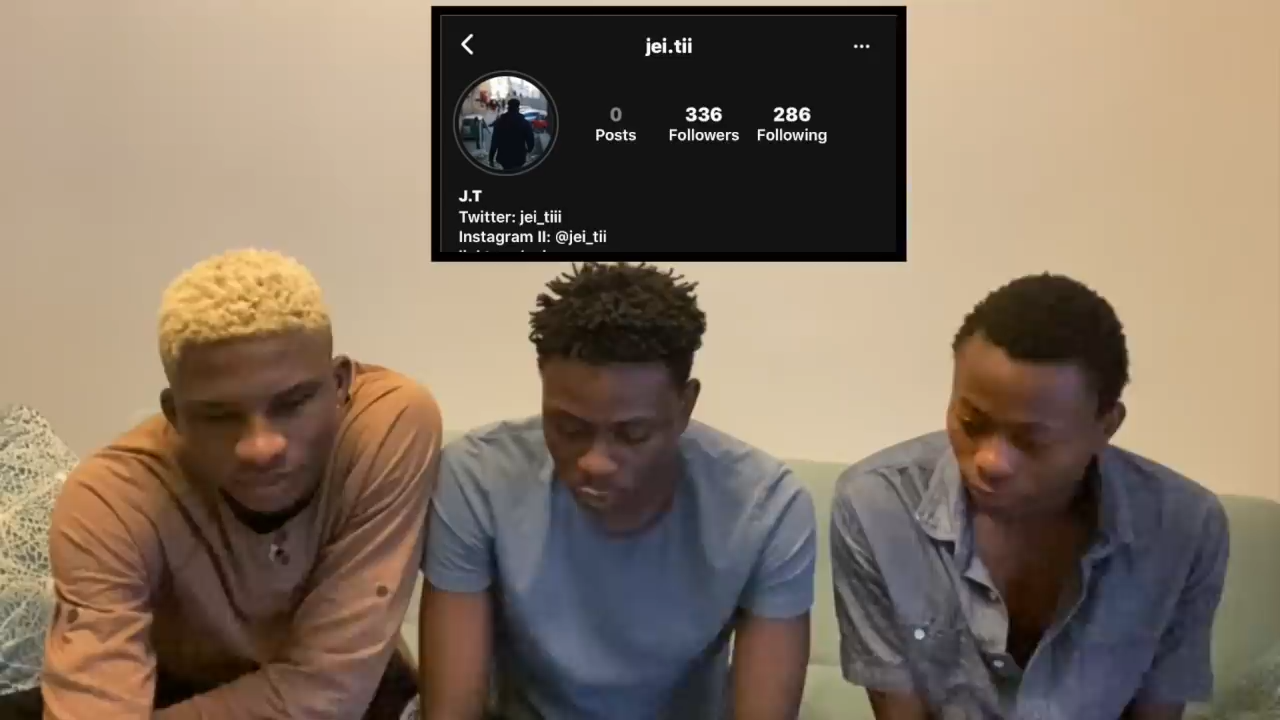 jei.tii
0 336 286
Posts Followers Following
J.T
Twitter: jei_tiii
Instagram II: @jei_tii